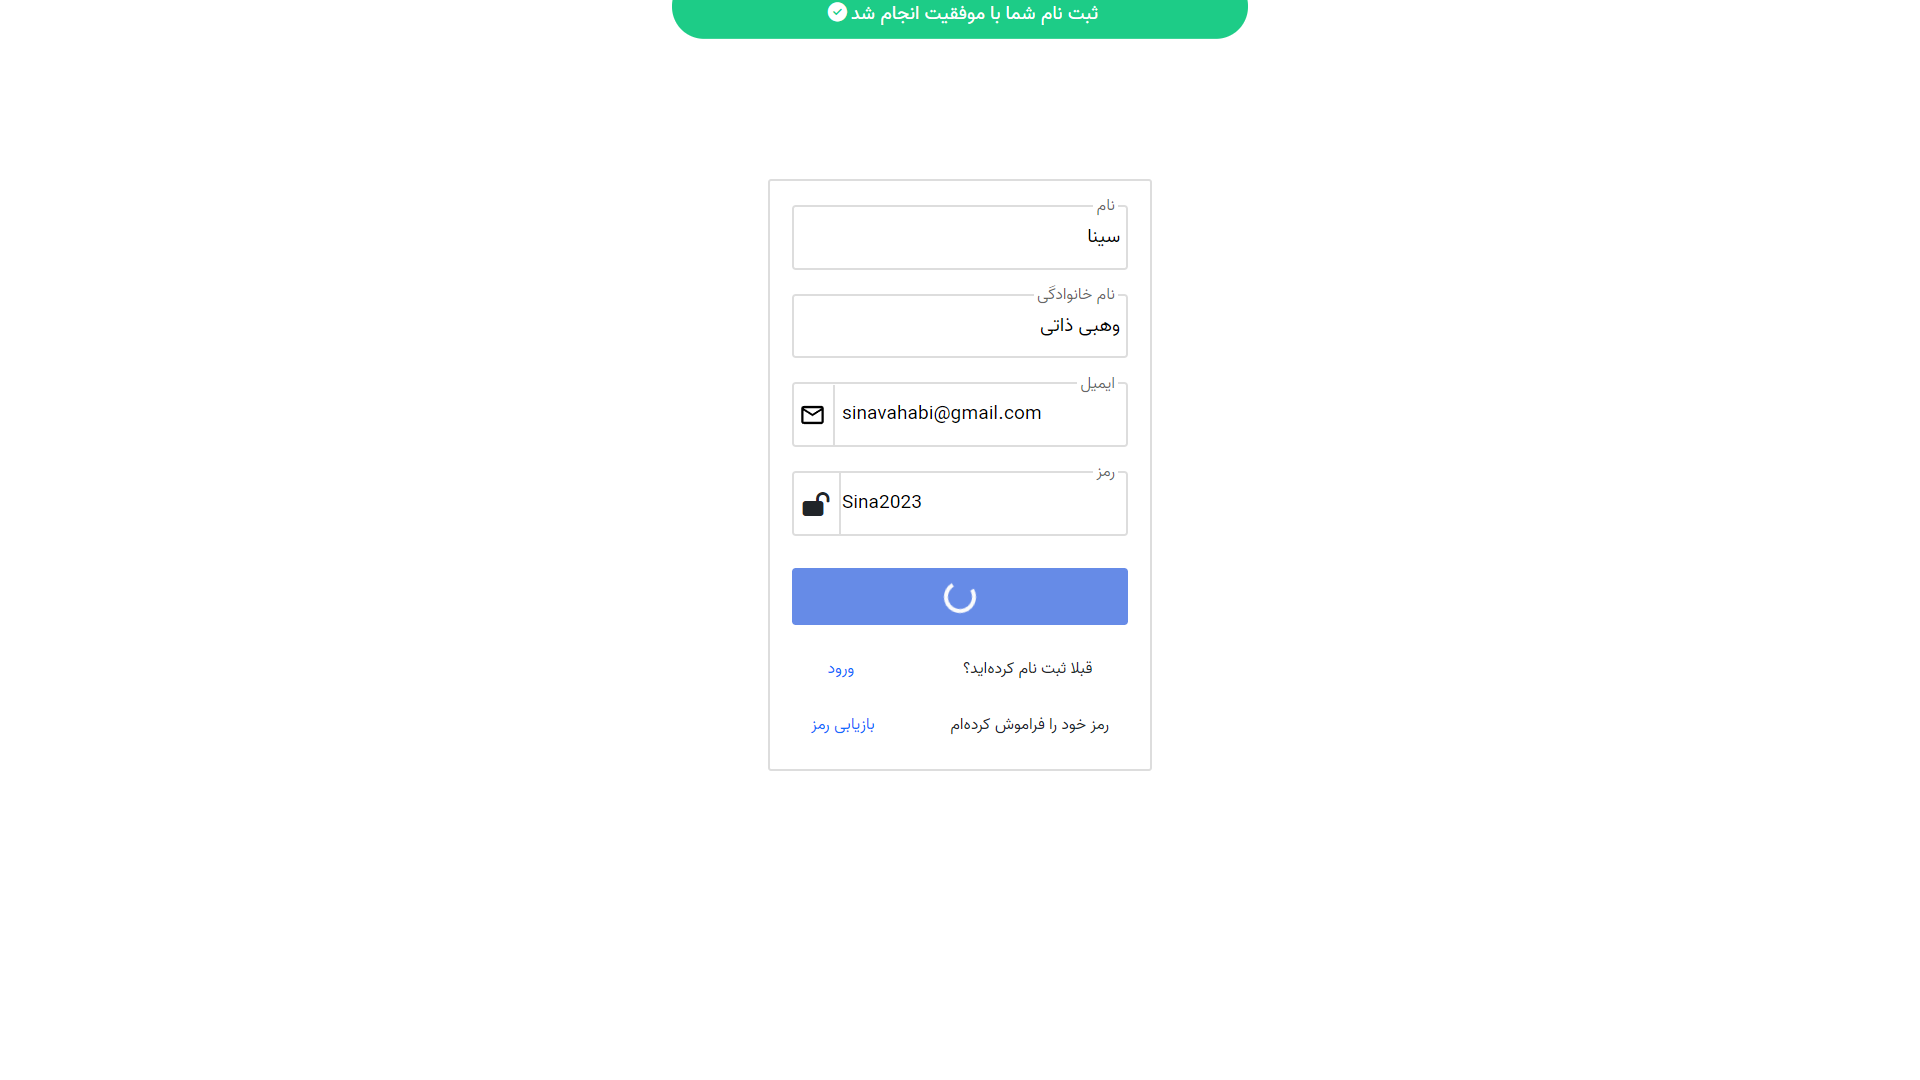 ثبت نام شما با موفقیت انجام شد
نام
سینا
نام خانوادگی
وهبی ذاتی
ایمیل
sinavahabi@gmail.com
رمز
Sina2023
قبلا ثبت نام کرده‌اید؟ ورود
رمز خود را فراموش کرده‌ام بازیابی رمز